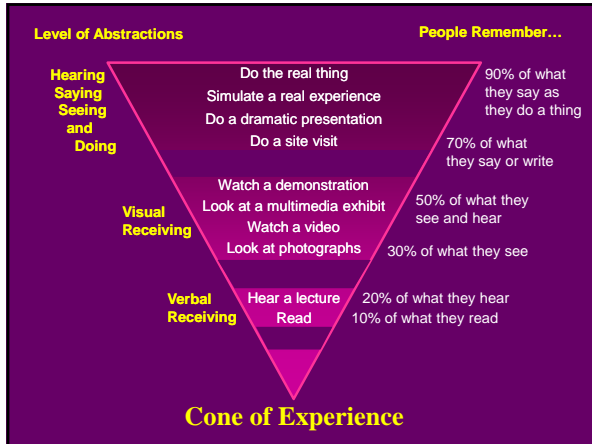 Level of Abstractions
People Remember…
Hearing
Saying
Seeing
and
Doing
Do the real thing
Simulate a real experience
Do a dramatic presentation
Do a site visit
90% of what
they say as
they do a thing
70% of what
they say or write
Visual
Receiving
Watch a demonstration
Look at a multimedia exhibit
Watch a video
Look at photographs
50% of what they
see and hear
30% of what they see
Verbal
Receiving
Hear a lecture
Read
20% of what they hear
10% of what they read
Cone of Experience